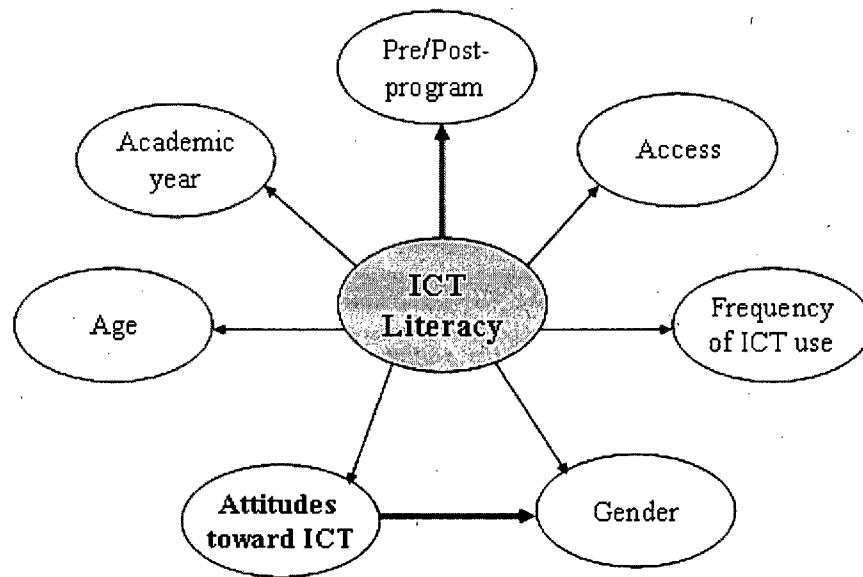 Pre/Post-
program
Academic
year
Access
ICT
Literacy
Age
Frequency
of ICT use
Attitudes
toward ICT
Gender